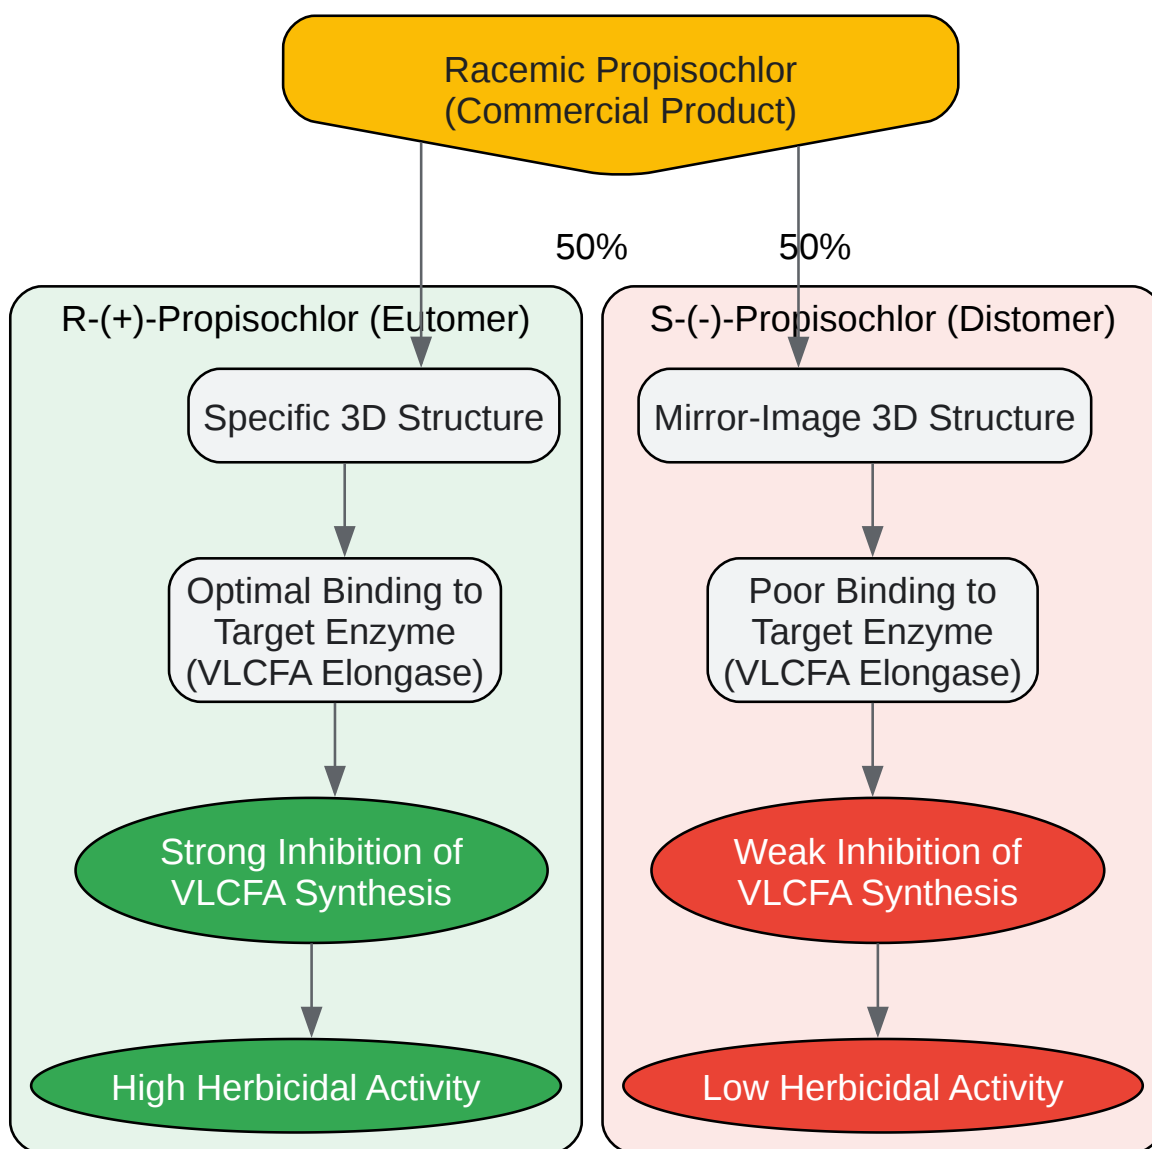 Racemic Propisochlor
(Commercial Product)
50%
50%
R-(+)-Propisochlor (Eutomer)
Specific 3D Structure
Optimal Binding to
Target Enzyme
(VLCFA Elongase)
Strong Inhibition of
VLCFA Synthesis
High Herbicidal Activity
S-(-)-Propisochlor (Distomer)
Mirror-Image 3D Structure
Poor Binding to
Target Enzyme
(VLCFA Elongase)
Weak Inhibition of
VLCFA Synthesis
Low Herbicidal Activity